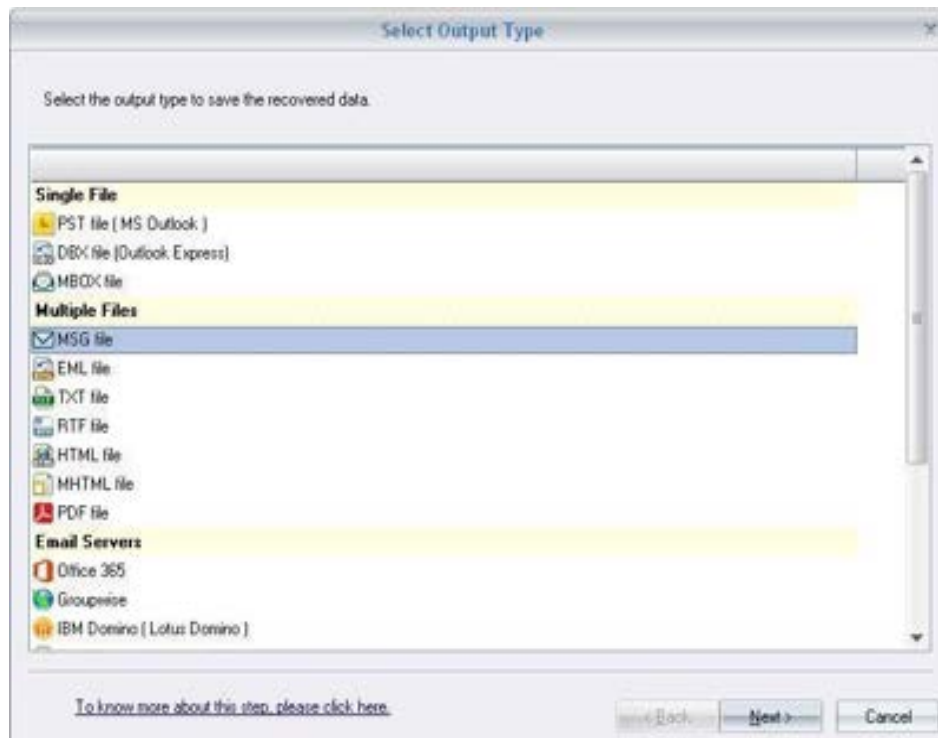 Select Output Type
Select the output type to save the recovered data.
Single File
PST file ( MS Outlook )
DBX file (Outlook Express)
MBOX file
Multiple Files
MSG file
EML file
TXT file
RTF file
HTML file
MHTML file
PDF file
Email Servers
Office 365
Groupwise
IBM Domino ( Lotus Domino )
To know more about this step, please click here.
< Back
Next >
Cancel